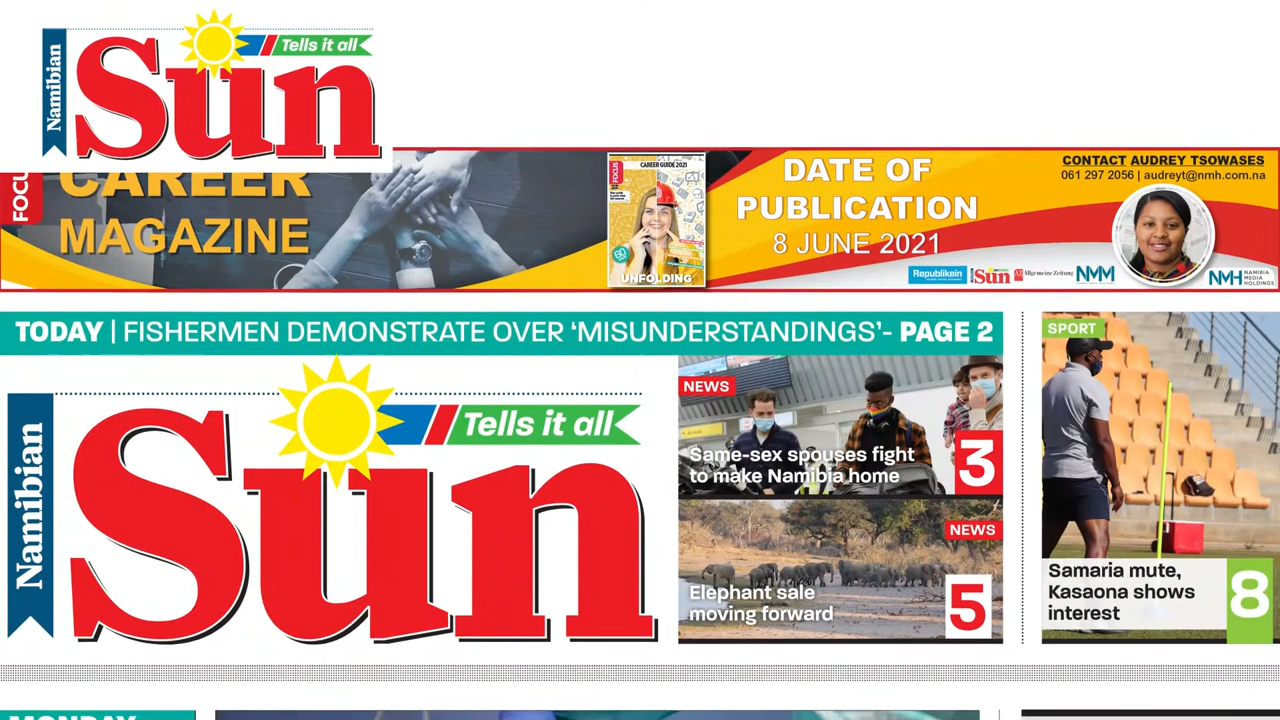 Namibian
Sun
Tells it all
FOCUS
CAREER
MAGAZINE
FOCUS
CAREER GUIDE 2021
UNFOLDING
DATE OF
PUBLICATION
8 JUNE 2021
CONTACT AUDREY TSOWASES
061 297 2056 | audreyt@nmh.com.na
Republikein
Sun
AZ Allgemeine Zeitung
NMM
NMH NAMIBIA
MEDIA
HOLDINGS
TODAY | FISHERMEN DEMONSTRATE OVER ‘MISUNDERSTANDINGS’- PAGE 2
Namibian
Sun
Tells it all
NEWS
Same-sex spouses fight
to make Namibia home
3
NEWS
Elephant sale
moving forward
5
SPORT
Samaria mute,
Kasaona shows
interest
8
MONDAY